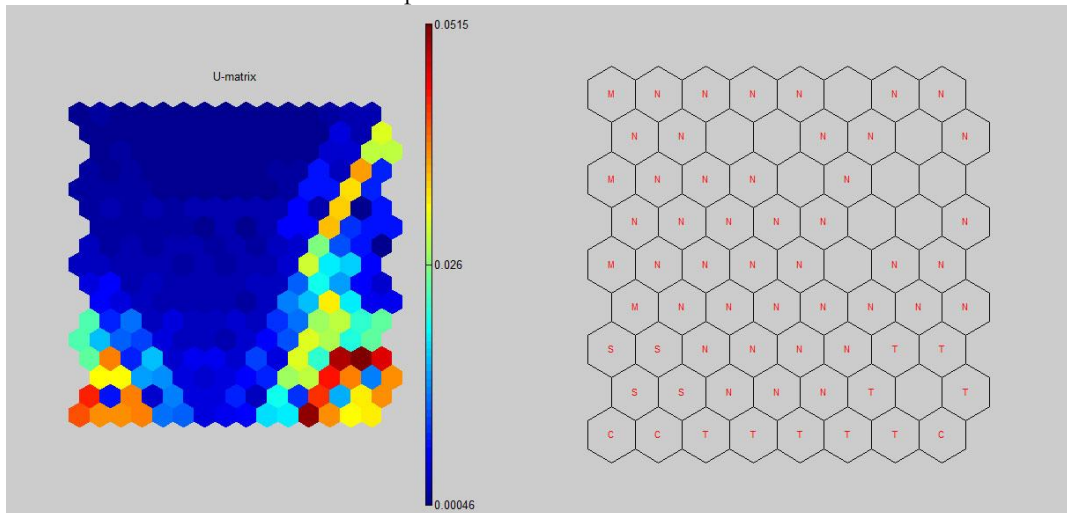 U-matrix
0.0515
0.026
0.00046
M N N N N N N
N N N N N
M N N N N
N N N N N N
M N N N N N N
M N N N N N N N
S S N N N N T T
S S N N N T T
C C T T T T T C